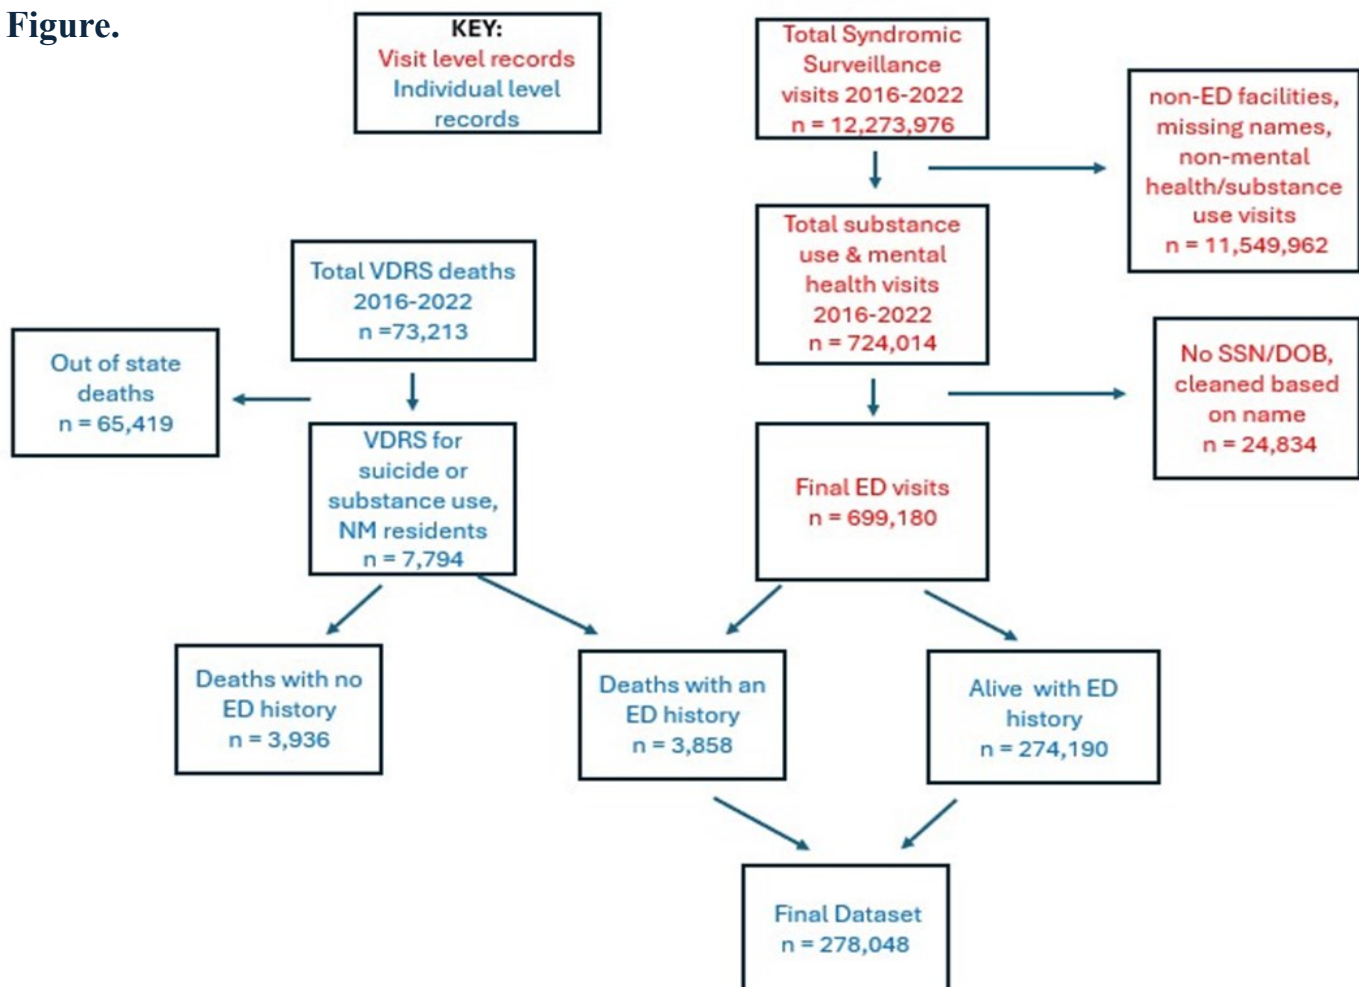 Figure.
KEY:
Visit level records
Individual level
records
Total Syndromic
Surveillance
visits 2016-2022
n = 12,273,976
non-ED facilities,
missing names,
non-mental
health/substance
use visits
n = 11,549,962
Total substance
use & mental
health visits
2016-2022
n = 724,014
Total VDRS deaths
2016-2022
n =73,213
Out of state
deaths
n = 65,419
No SSN/DOB,
cleaned based
on name
n = 24,834
VDRS for
suicide or
substance use,
NM residents
n = 7,794
Final ED visits
n = 699,180
Deaths with no
ED history
n = 3,936
Deaths with an
ED history
n = 3,858
Alive with ED
history
n = 274,190
Final Dataset
n = 278,048